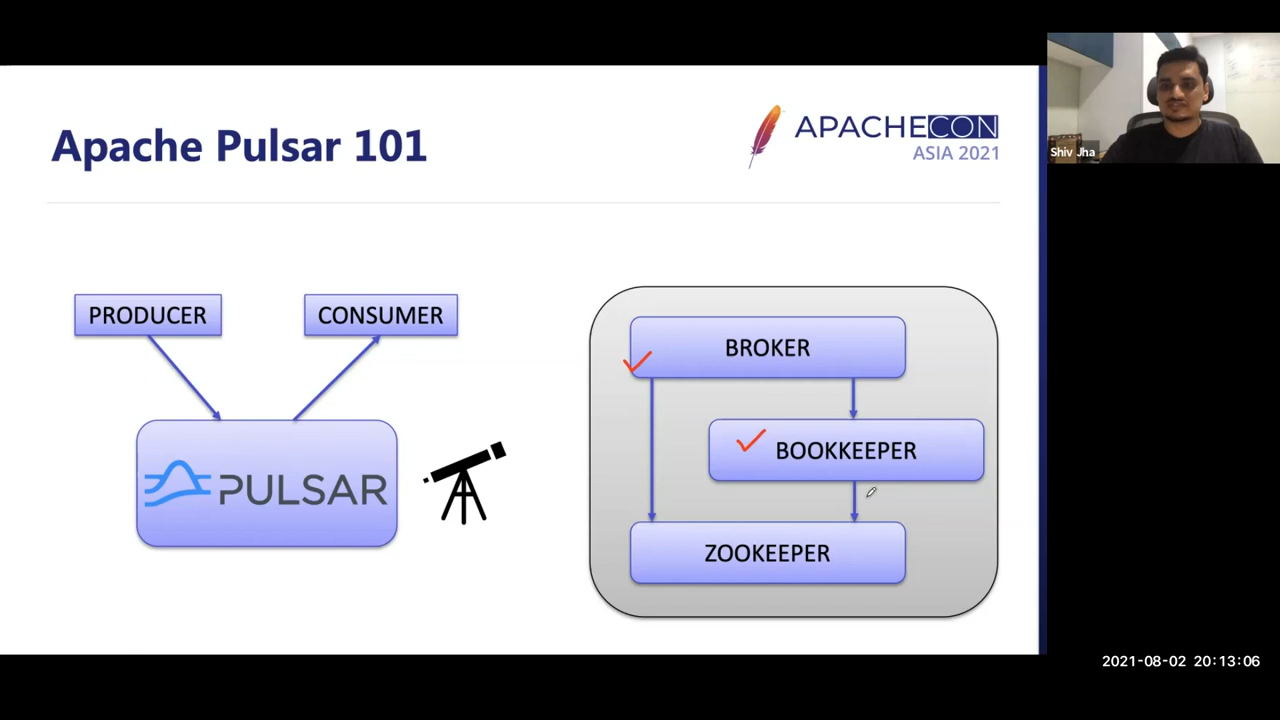 Apache Pulsar 101
APACHECON
ASIA 2021
Shiv Jha
PRODUCER
CONSUMER
PULSAR
BROKER
BOOKKEEPER
ZOOKEEPER
2021-08-02 20:13:06